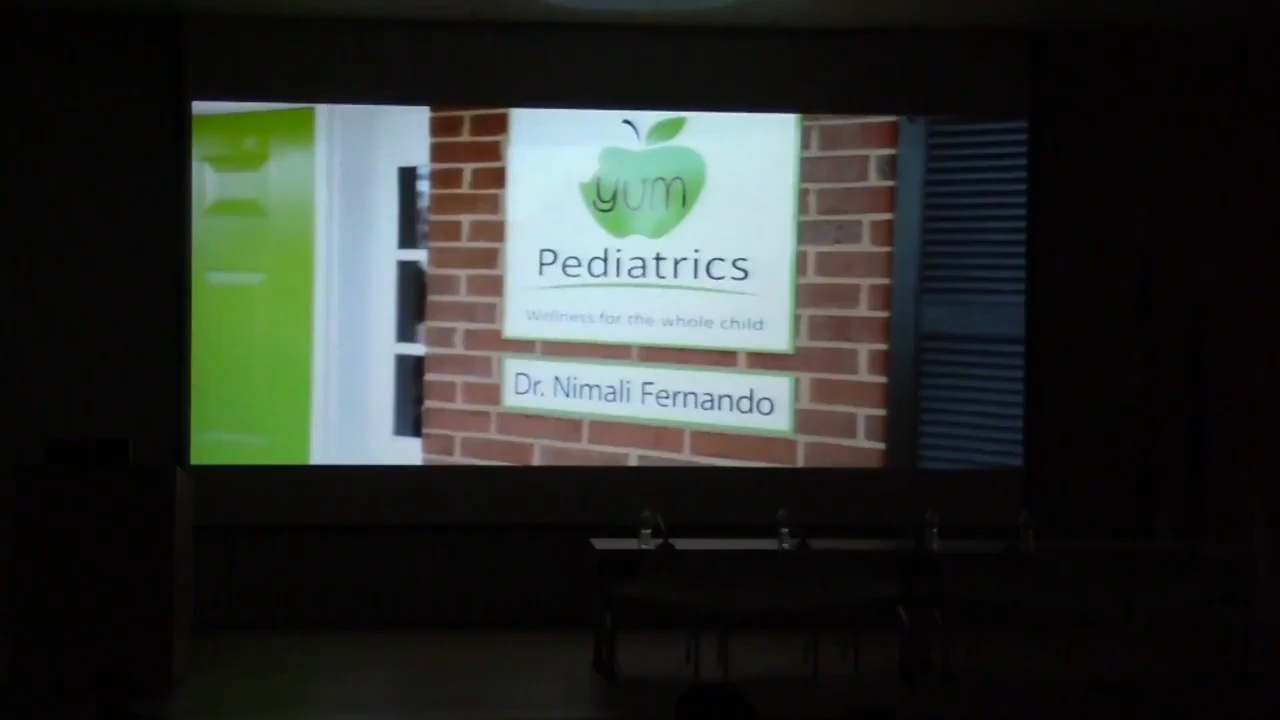 yum
Pediatrics
Wellness for the whole child
Dr. Nimali Fernando